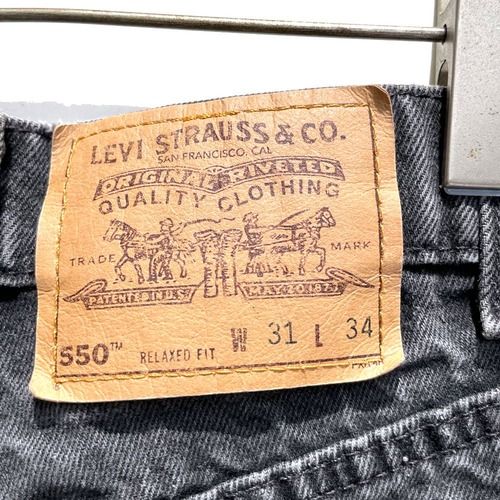 LEVI STRAUSS & CO.
SAN FRANCISCO, CAL
ORIGINAL RIVETED
QUALITY CLOTHING
TRADE MARK
PATENTED IN U.S. MAY 20 1873
550™ RELAXED FIT W 31 L 34